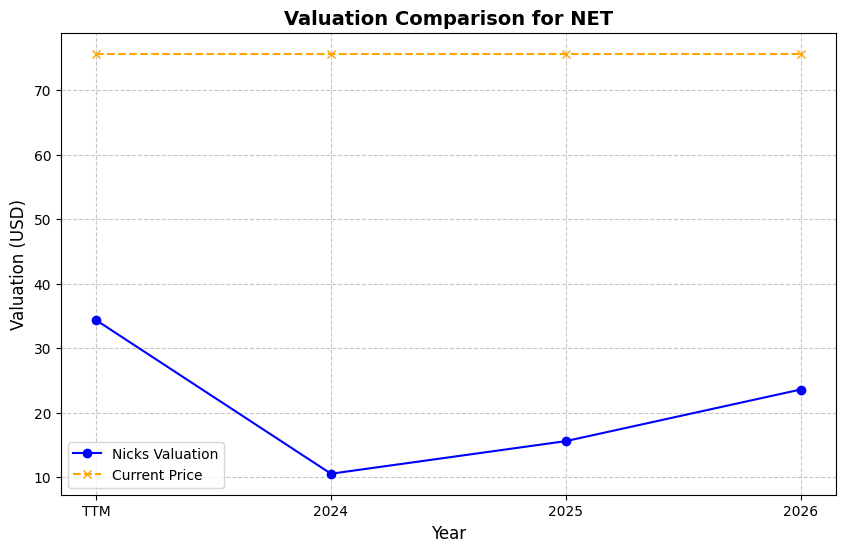 Valuation Comparison for NET
Valuation (USD)
70
60
50
40
30
20
10
Nicks Valuation
Current Price
TTM 2024 2025 2026
Year